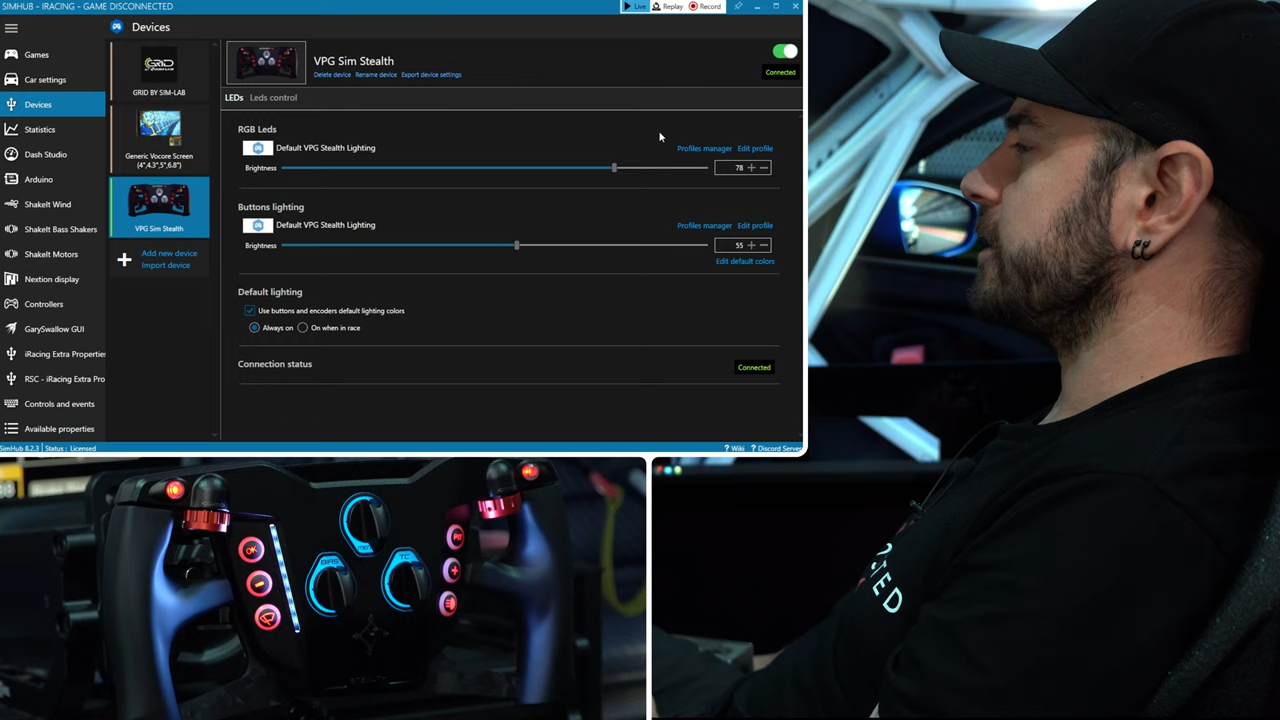 SIMHUB - IRACING - GAME DISCONNECTED
Live
Replay
Record
Devices
Games
Car settings
Devices
Statistics
Dash Studio
Arduino
ShakeIt Wind
ShakeIt Bass Shakers
ShakeIt Motors
Nextion display
Controllers
GarySwallow GUI
iRacing Extra Propertie
RSC - iRacing Extra Pro
Controls and events
Available properties
GRID
GRID BY SIM-LAB
Generic Vocore Screen
(4",4.3",5",6.8")
VPG Sim Stealth
Add new device
Import device
VPG Sim Stealth
Delete device Rename device Export device settings
Connected
LEDs Leds control
RGB Leds
Default VPG Stealth Lighting
Profiles manager Edit profile
Brightness 78
Buttons lighting
Default VPG Stealth Lighting
Profiles manager Edit profile
Brightness 55
Edit default colors
Default lighting
Use buttons and encoders default lighting colors
Always on On when in race
Connection status
Connected
SimHub 8.2.3 Status : Licensed
? Wiki ? Discord Server
OK
BIAS
TC
TED